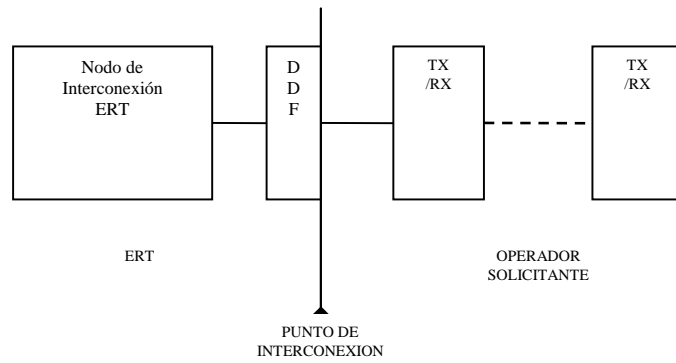 Nodo de
Interconexión
ERT
D
D
F
TX
/RX
TX
/RX
ERT
OPERADOR
SOLICITANTE
PUNTO DE
INTERCONEXION